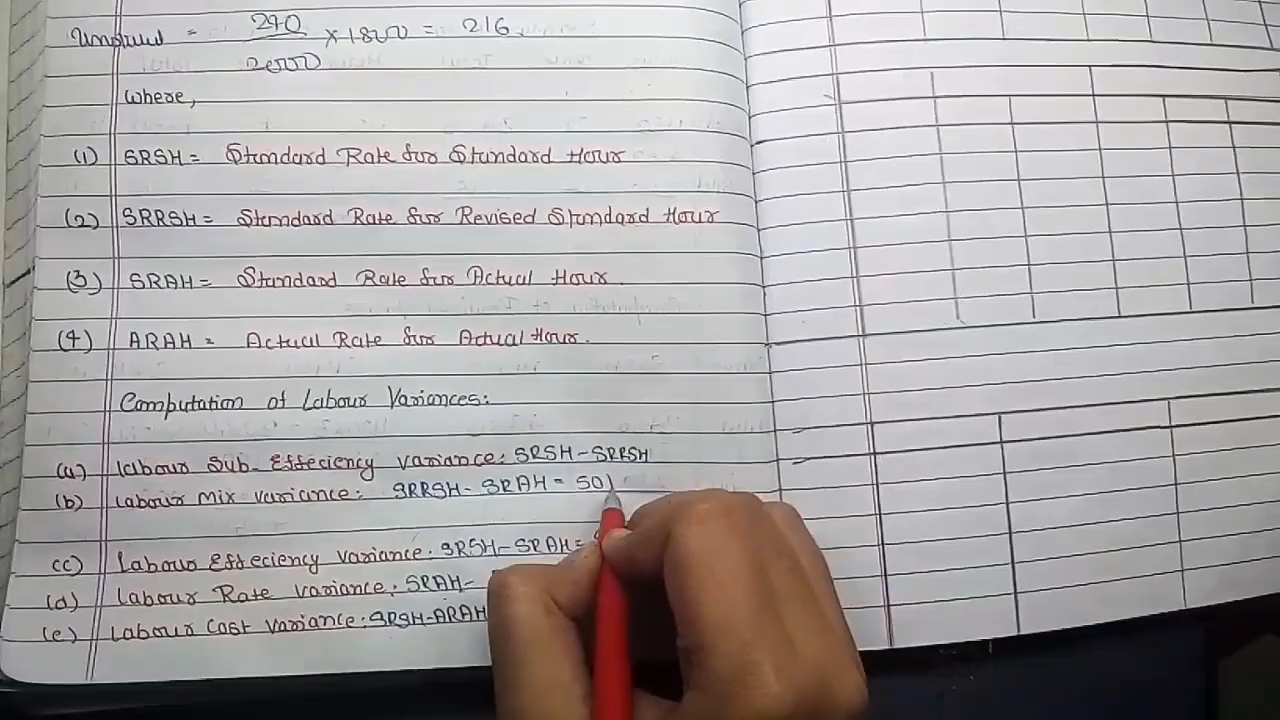 = 240/2000 × 1800 = 216.
where,
(1) SRSH = Standard Rate for Standard Hour
(2) SRRSH = Standard Rate for Revised Standard Hour
(3) SRAH = Standard Rate for Actual Hour.
(4) ARAH = Actual Rate for Actual Hour.
Computation of Labour Variances:
(a) Labour Sub-Effeciency Variance: SRSH-SRRSH
(b) Labour Mix Variance: SRRSH-SRAH = 501
(c) Labour Effeciency Variance. SRSH-SRAH=
(d) Labour Rate Variance: SRAH-
(e) Labour Cost Variance: SRSH-ARAH